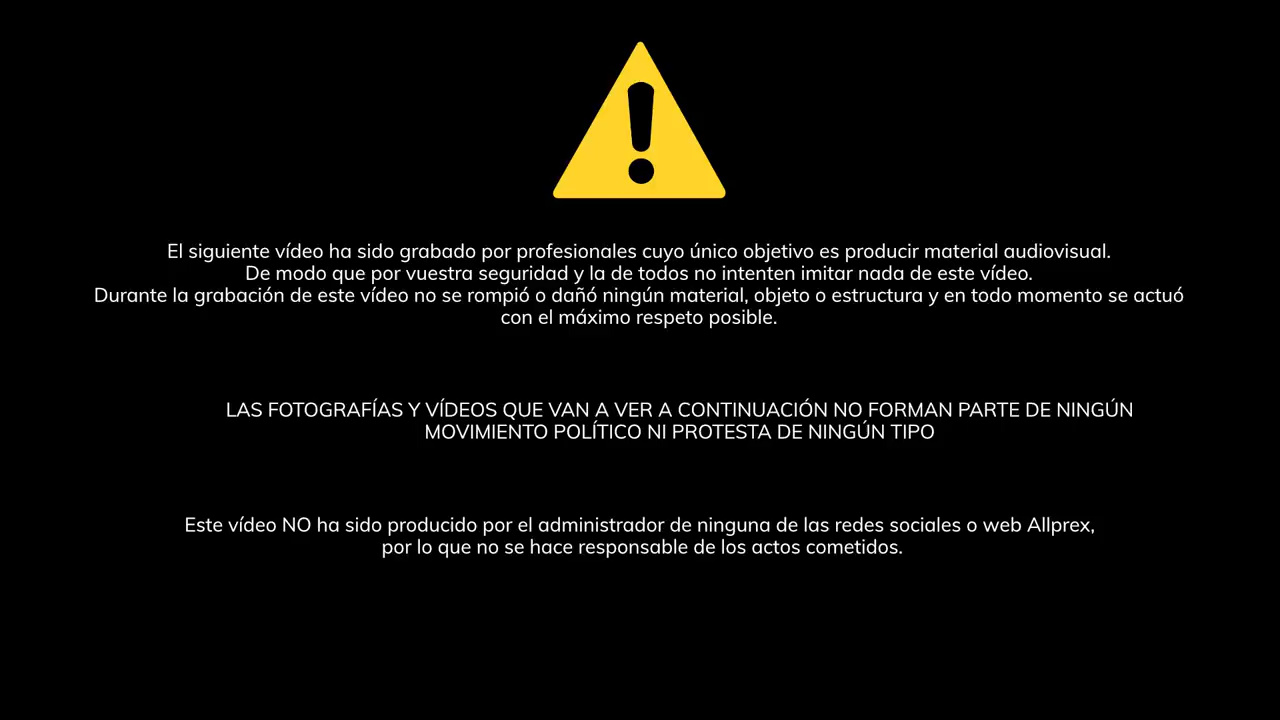 El siguiente vídeo ha sido grabado por profesionales cuyo único objetivo es producir material audiovisual.
De modo que por vuestra seguridad y la de todos no intenten imitar nada de este vídeo.
Durante la grabación de este vídeo no se rompió o dañó ningún material, objeto o estructura y en todo momento se actuó
con el máximo respeto posible.
LAS FOTOGRAFÍAS Y VÍDEOS QUE VAN A VER A CONTINUACIÓN NO FORMAN PARTE DE NINGÚN
MOVIMIENTO POLÍTICO NI PROTESTA DE NINGÚN TIPO
Este vídeo NO ha sido producido por el administrador de ninguna de las redes sociales o web Allprex,
por lo que no se hace responsable de los actos cometidos.